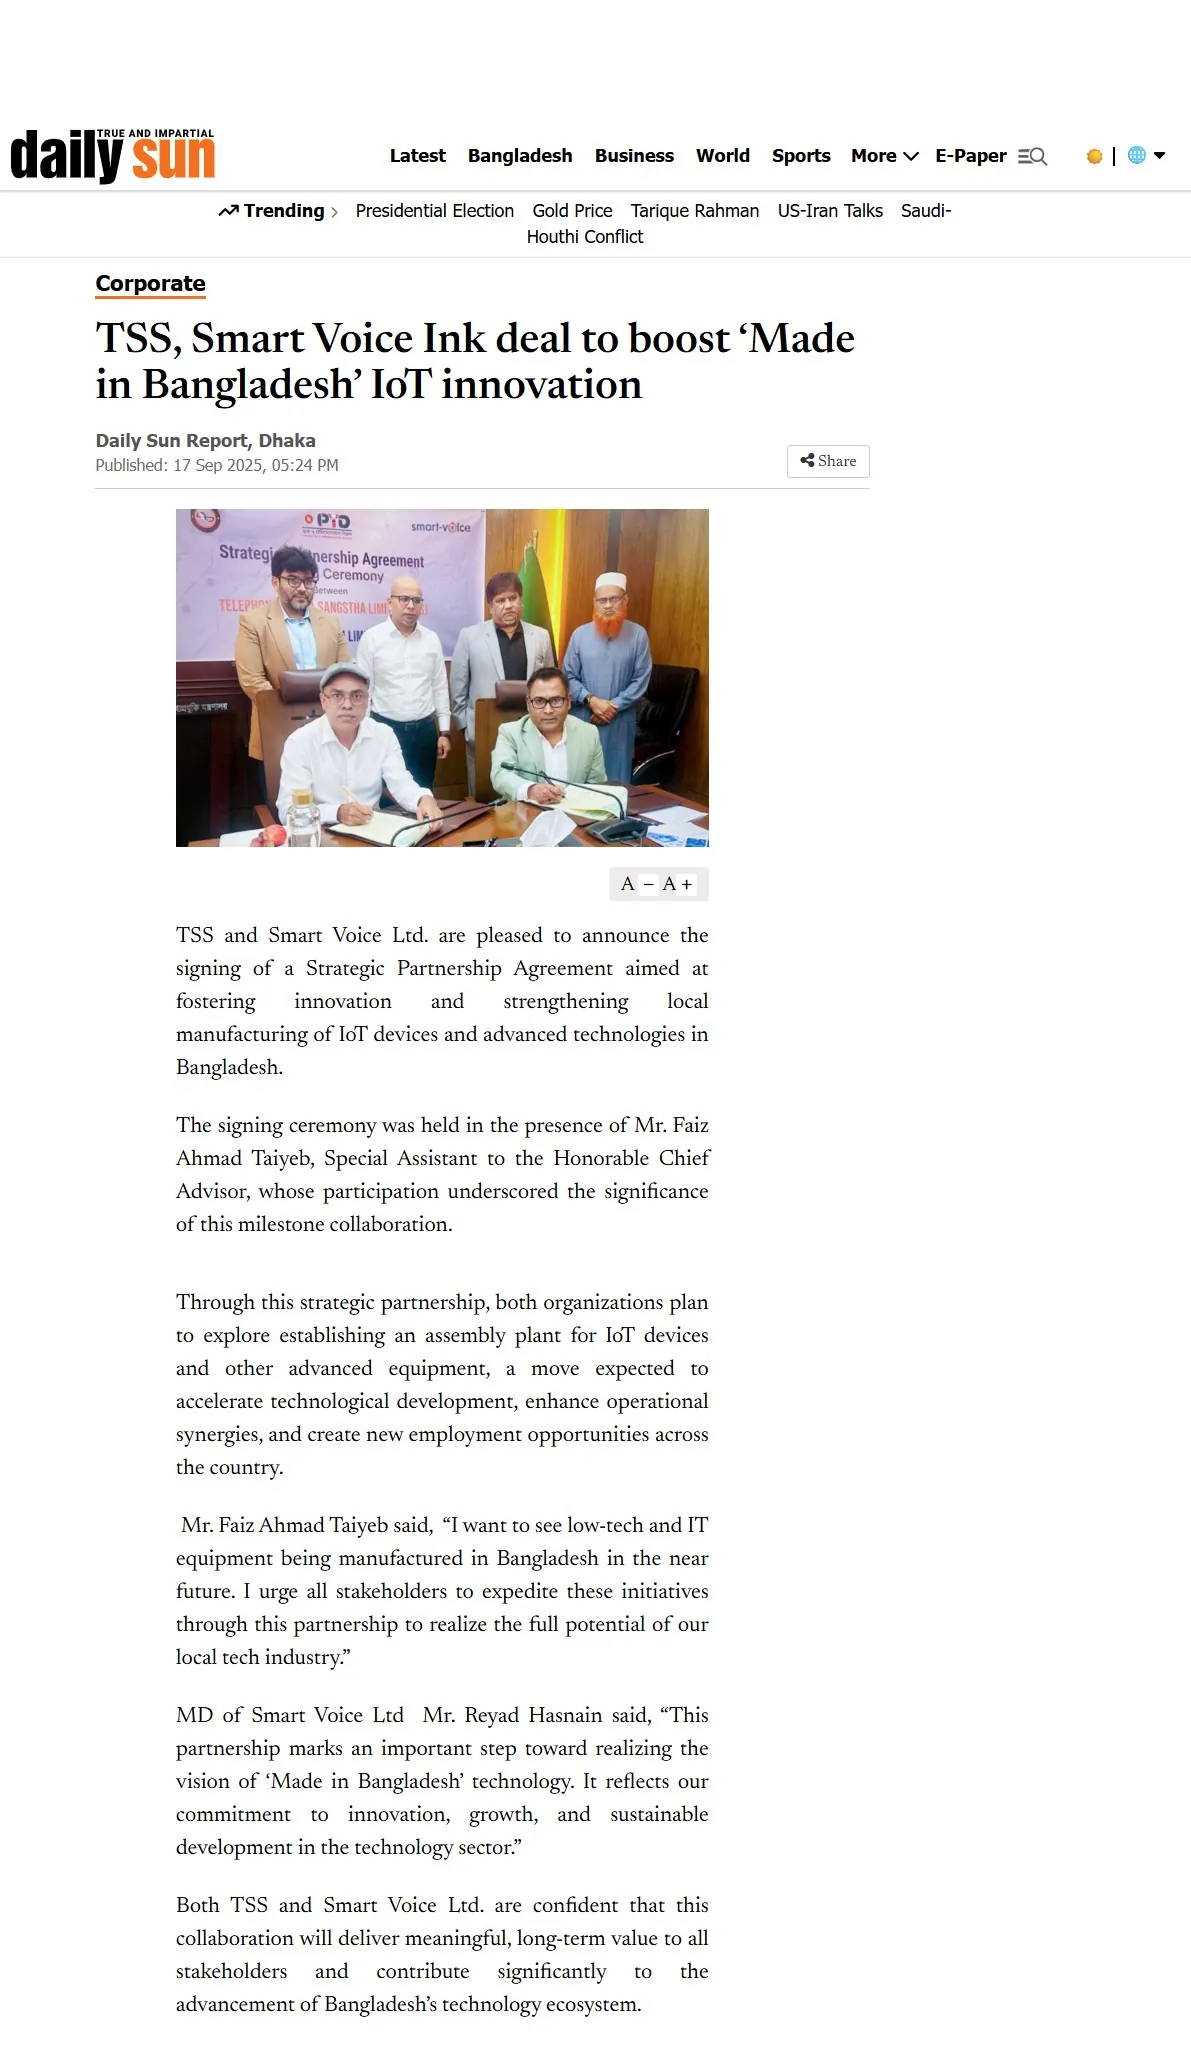 TRUE AND IMPARTIAL
daily sun
Latest Bangladesh Business World Sports More E-Paper
Trending Presidential Election Gold Price Tarique Rahman US-Iran Talks Saudi-
Houthi Conflict
Corporate
TSS, Smart Voice Ink deal to boost ‘Made
in Bangladesh’ IoT innovation
Daily Sun Report, Dhaka
Published: 17 Sep 2025, 05:24 PM
Share
smart-voice
Agreement
Ceremony
Between
A − A +
TSS and Smart Voice Ltd. are pleased to announce the
signing of a Strategic Partnership Agreement aimed at
fostering innovation and strengthening local
manufacturing of IoT devices and advanced technologies in
Bangladesh.
The signing ceremony was held in the presence of Mr. Faiz
Ahmad Taiyeb, Special Assistant to the Honorable Chief
Advisor, whose participation underscored the significance
of this milestone collaboration.
Through this strategic partnership, both organizations plan
to explore establishing an assembly plant for IoT devices
and other advanced equipment, a move expected to
accelerate technological development, enhance operational
synergies, and create new employment opportunities across
the country.
Mr. Faiz Ahmad Taiyeb said, “I want to see low-tech and IT
equipment being manufactured in Bangladesh in the near
future. I urge all stakeholders to expedite these initiatives
through this partnership to realize the full potential of our
local tech industry.”
MD of Smart Voice Ltd Mr. Reyad Hasnain said, “This
partnership marks an important step toward realizing the
vision of ‘Made in Bangladesh’ technology. It reflects our
commitment to innovation, growth, and sustainable
development in the technology sector.”
Both TSS and Smart Voice Ltd. are confident that this
collaboration will deliver meaningful, long-term value to all
stakeholders and contribute significantly to the
advancement of Bangladesh’s technology ecosystem.